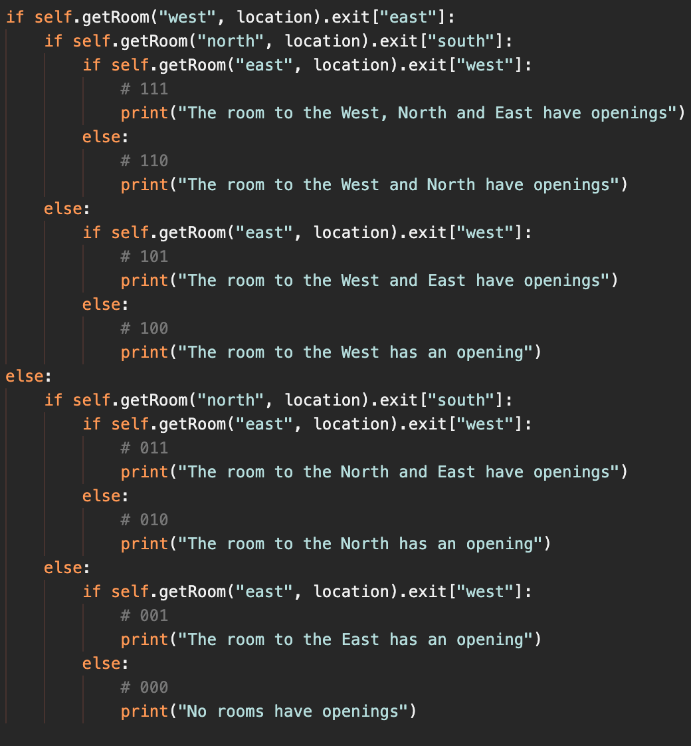 if self.getRoom("west", location).exit["east"]:
    if self.getRoom("north", location).exit["south"]:
        if self.getRoom("east", location).exit["west"]:
            # 111
            print("The room to the West, North and East have openings")
        else:
            # 110
            print("The room to the West and North have openings")
    else:
        if self.getRoom("east", location).exit["west"]:
            # 101
            print("The room to the West and East have openings")
        else:
            # 100
            print("The room to the West has an opening")
else:
    if self.getRoom("north", location).exit["south"]:
        if self.getRoom("east", location).exit["west"]:
            # 011
            print("The room to the North and East have openings")
        else:
            # 010
            print("The room to the North has an opening")
    else:
        if self.getRoom("east", location).exit["west"]:
            # 001
            print("The room to the East has an opening")
        else:
            # 000
            print("No rooms have openings")